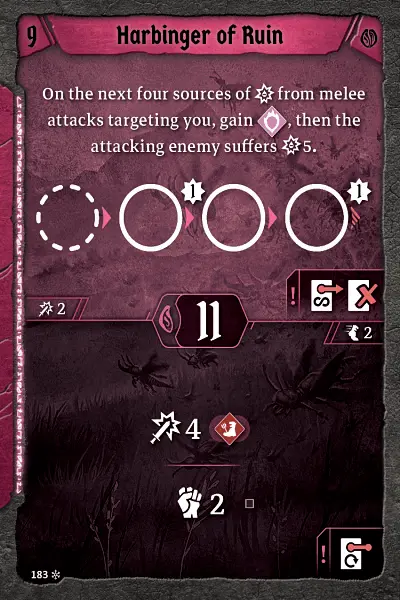 9 Harbinger of Ruin
On the next four sources of from melee
attacks targeting you, gain , then the
attacking enemy suffers 5.
1 1
2
11
2
4
2
183